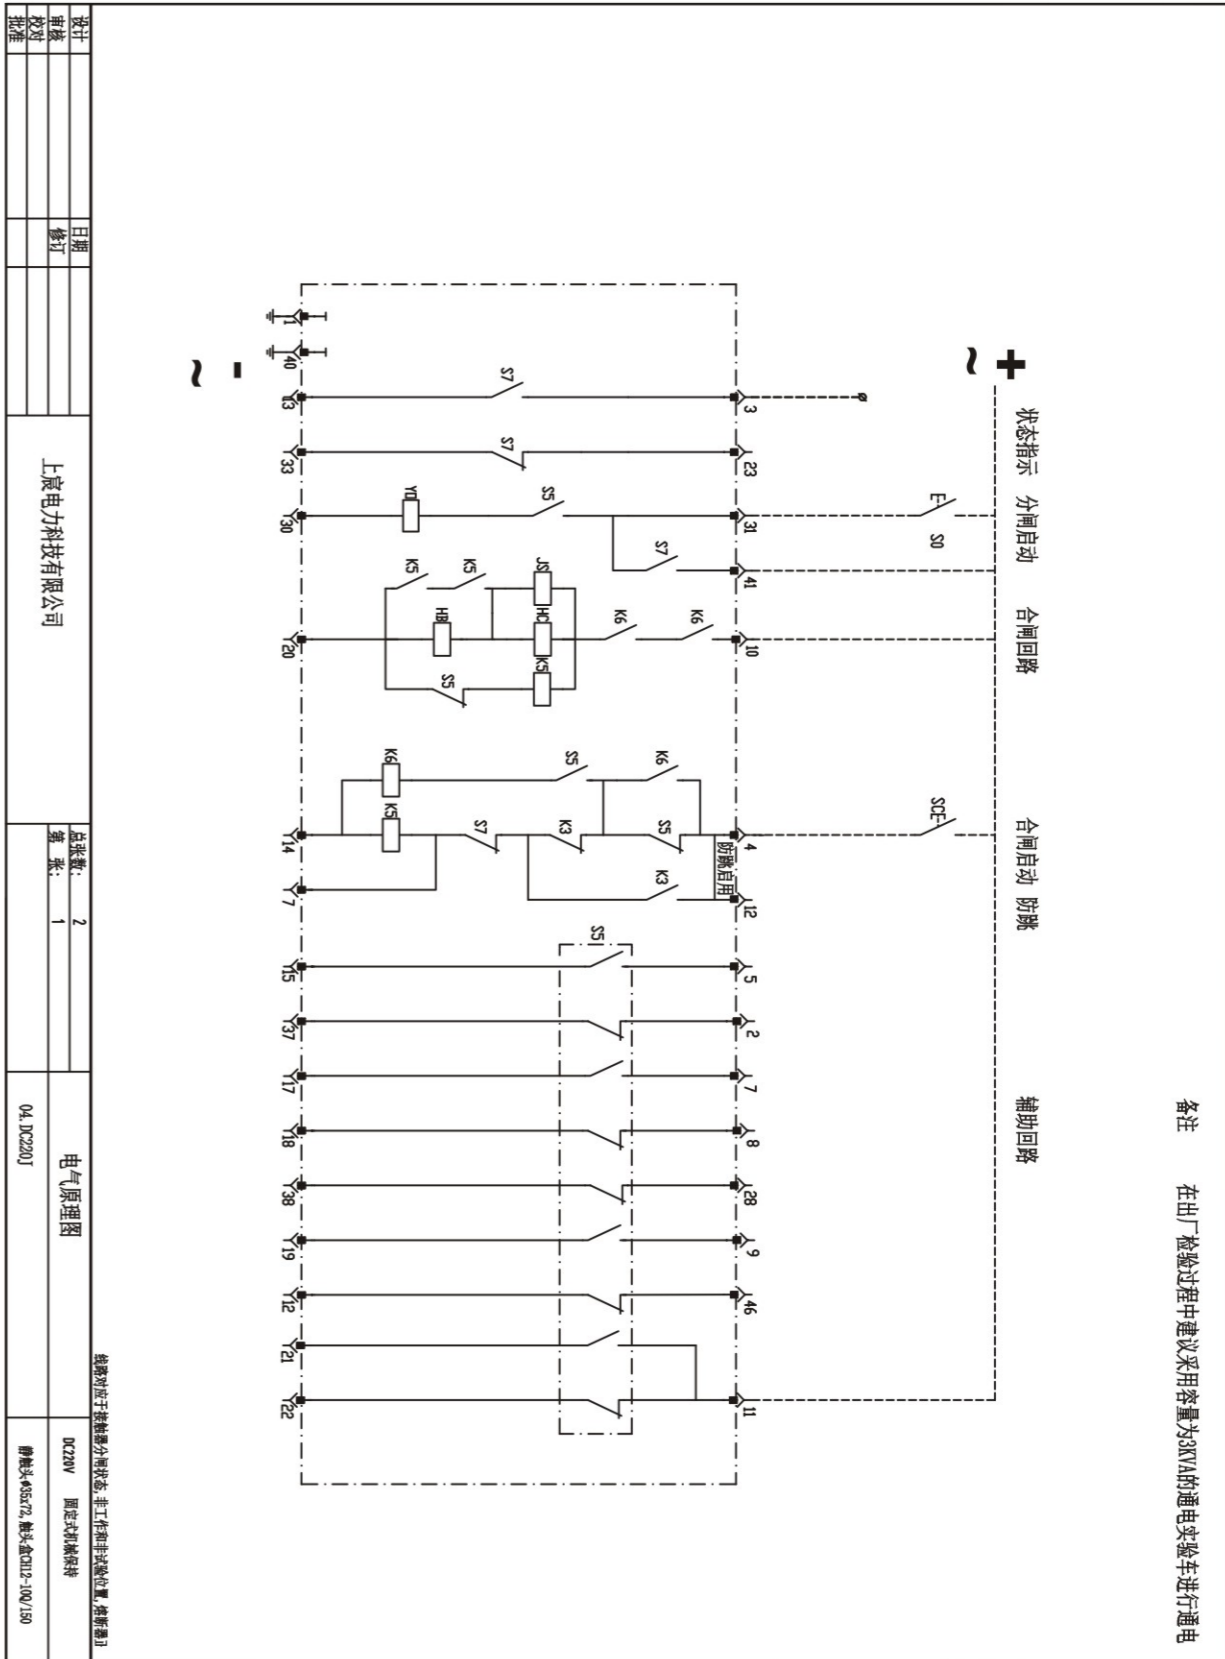 备注 在出厂检验过程中建议采用容量为3KVA的通电实验车进行通电
状态指示 分闸启动 合闸回路 合闸启动 防跳 辅助回路
+
~
E- SCE-
S0
3 23 31 41 10 4 12 5 2 7 8 28 9 46 11
防跳启用
K6 K6 S5 K3
S7
K6 S5 K3 S5
S5 JS HC K5
S7 S7 K5 S7
K5 HB S5
YD K6 K5
1 40 13 33 30 20 14 7 15 37 17 18 38 19 12 21 22
-
~
线路对应于接触器分闸状态,非工作和非试验位置,熔断器正
设计 日期
审核 修订
校对
批准
上宸电力科技有限公司
总张数: 2
第 张: 1
电气原理图
04.DC220J
DC220V 固定式机械保持
静触头φ35x72,触头盒CH12-10Q/150